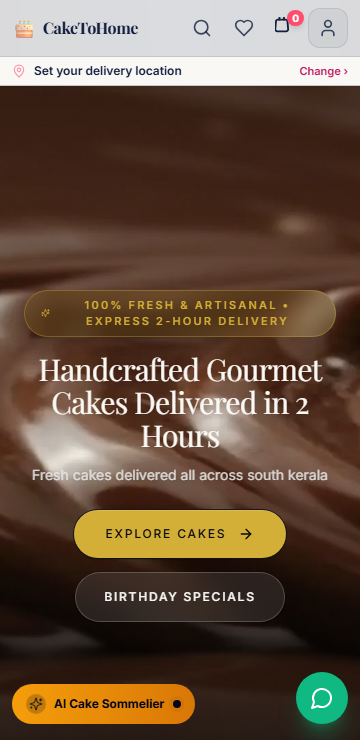 CakeToHome
0
Set your delivery location
Change ›
100% FRESH & ARTISANAL •
EXPRESS 2-HOUR DELIVERY
Handcrafted Gourmet
Cakes Delivered in 2
Hours
Fresh cakes delivered all across south kerala
EXPLORE CAKES →
BIRTHDAY SPECIALS
AI Cake Sommelier